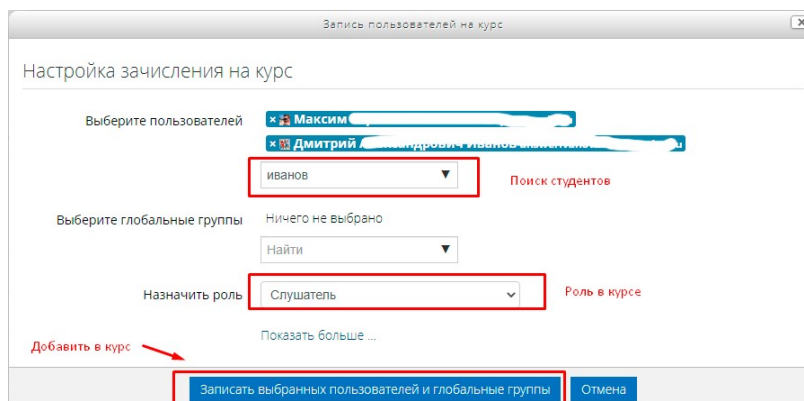 Запись пользователей на курс
Настройка зачисления на курс
Выберите пользователей
× Максим
× Дмитрий
иванов ▼
Поиск студентов
Выберите глобальные группы
Ничего не выбрано
Найти ▼
Назначить роль
Слушатель
Роль в курсе
Показать больше ...
Добавить в курс
Записать выбранных пользователей и глобальные группы
Отмена